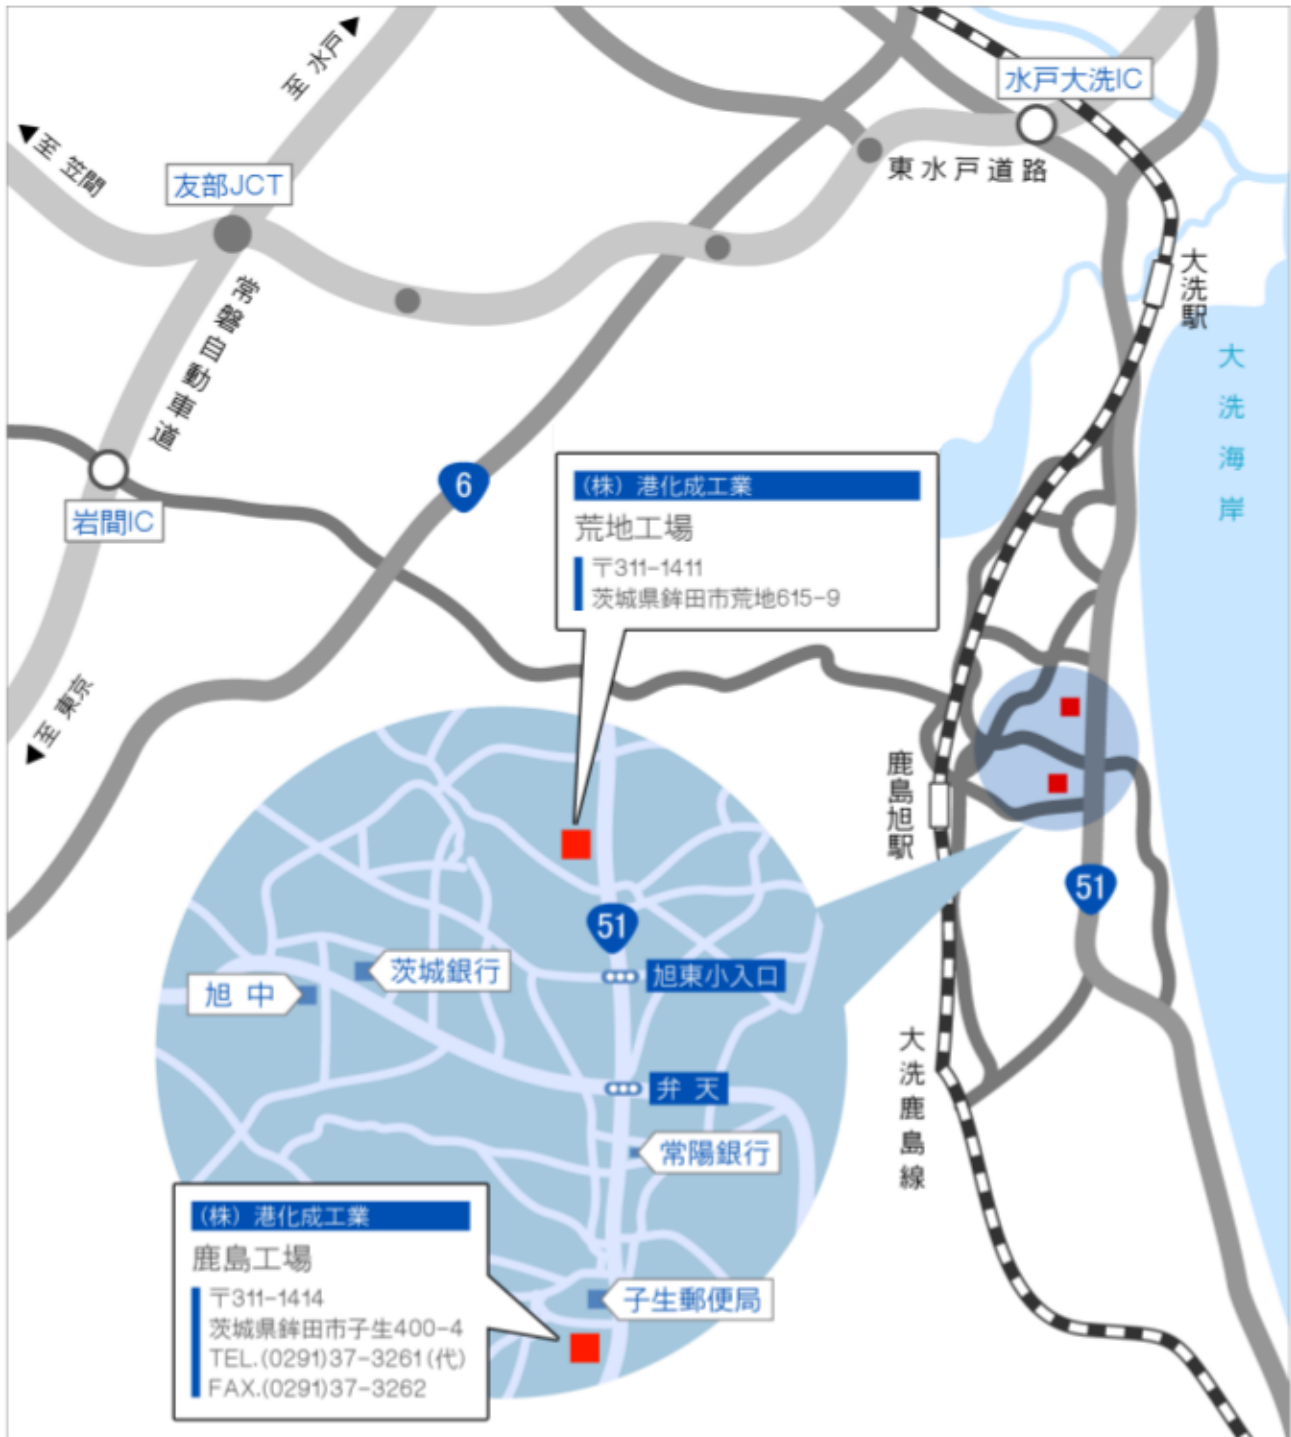 至 水戸
水戸大洗IC
至 笠間
友部JCT
東水戸道路
常磐自動車道
大洗駅
大洗海岸
6
岩間IC
(株) 港化成工業
荒地工場
〒311-1411
茨城県鉾田市荒地615-9
至 東京
鹿島旭駅
51
51
旭東小入口
茨城銀行
旭 中
弁 天
大洗鹿島線
常陽銀行
(株) 港化成工業
鹿島工場
〒311-1414
茨城県鉾田市子生400-4
TEL.(0291)37-3261(代)
FAX.(0291)37-3262
子生郵便局